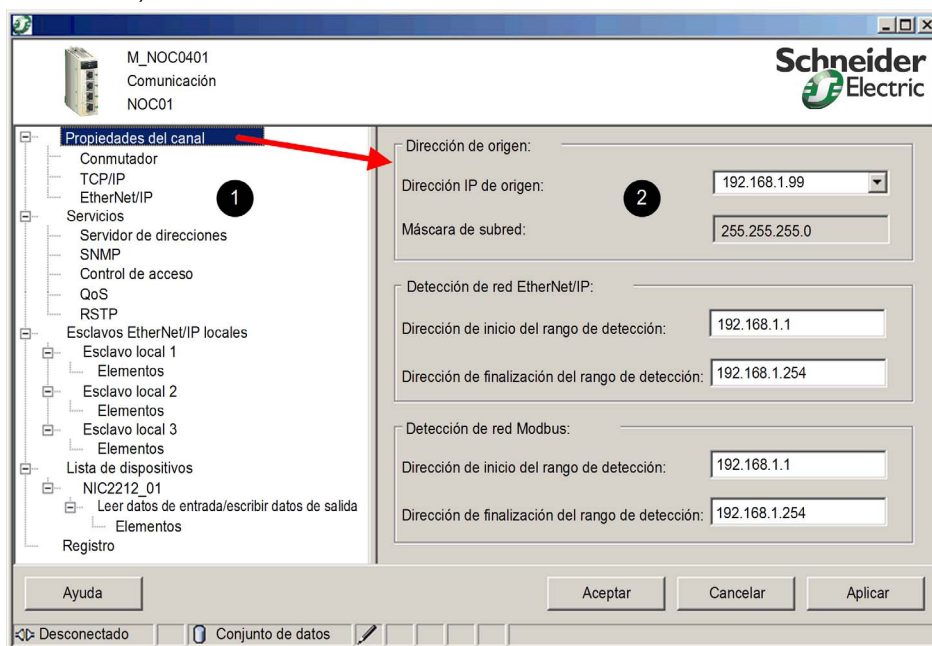 M_NOC0401
Comunicación
NOC01
Schneider
Electric
Propiedades del canal
Conmutador
TCP/IP
EtherNet/IP
1
Servicios
Servidor de direcciones
SNMP
Control de acceso
QoS
RSTP
Esclavos EtherNet/IP locales
Esclavo local 1
Elementos
Esclavo local 2
Elementos
Esclavo local 3
Elementos
Lista de dispositivos
NIC2212_01
Leer datos de entrada/escribir datos de salida
Elementos
Registro
Dirección de origen:
Dirección IP de origen:
2
192.168.1.99
Máscara de subred:
255.255.255.0
Detección de red EtherNet/IP:
Dirección de inicio del rango de detección:
192.168.1.1
Dirección de finalización del rango de detección:
192.168.1.254
Detección de red Modbus:
Dirección de inicio del rango de detección:
192.168.1.1
Dirección de finalización del rango de detección:
192.168.1.254
Ayuda
Aceptar
Cancelar
Aplicar
Desconectado
Conjunto de datos